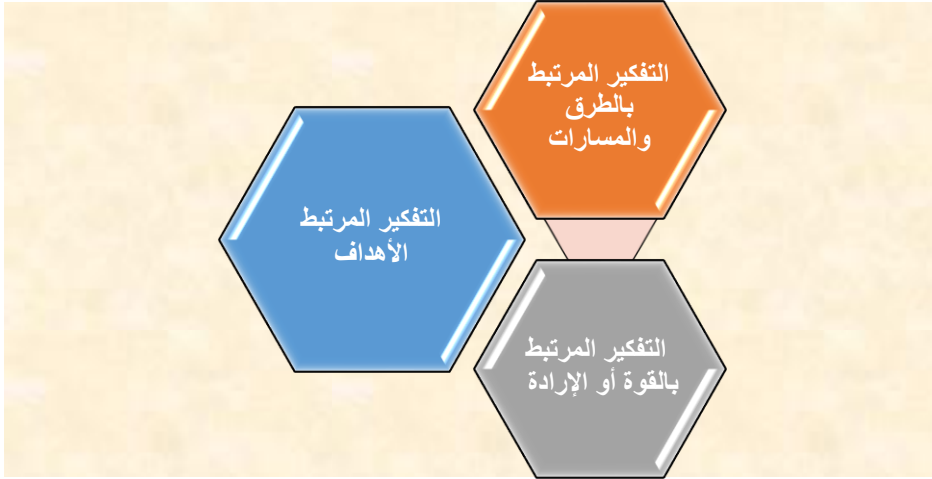 التفكير المرتبط
بالطرق
والمسارات
التفكير المرتبط
الأهداف
التفكير المرتبط
بالقوة أو الإرادة